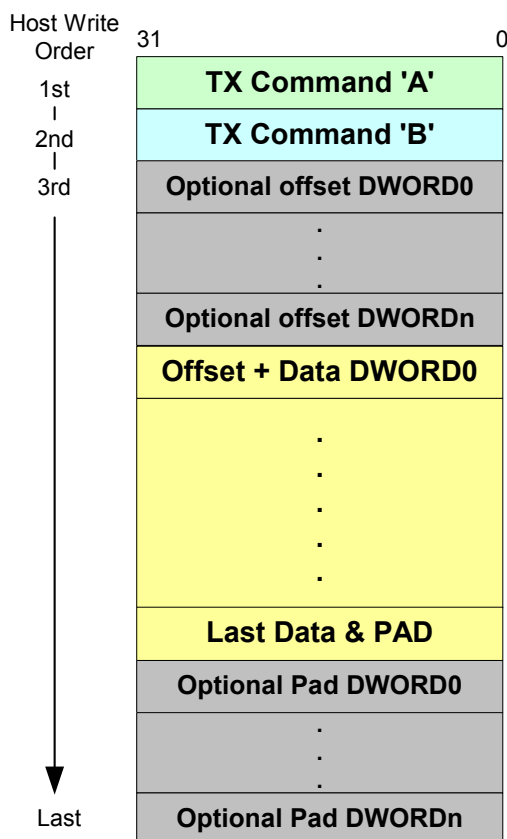 Host Write
Order
31 0
1st
TX Command 'A'
2nd
TX Command 'B'
3rd
Optional offset DWORD0
.
.
.
Optional offset DWORDn
Offset + Data DWORD0
.
.
.
.
.
Last Data & PAD
Optional Pad DWORD0
.
.
.
Last
Optional Pad DWORDn